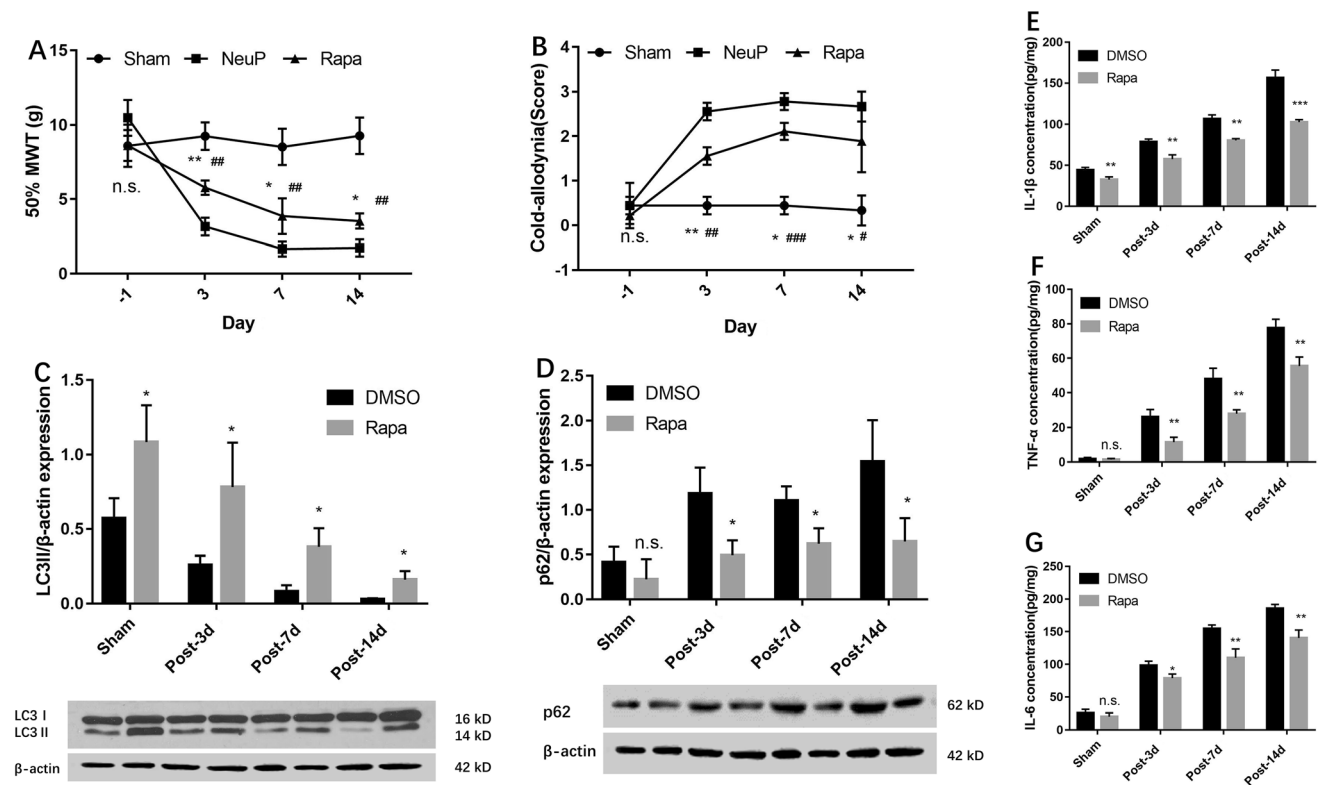 A
Sham NeuP Rapa
15
10
5
0
50% MWT (g)
** ##
n.s.
* ##
* ##
-1 3 7 14
Day
B
Sham NeuP Rapa
4
3
2
1
0
-1
Cold-allodynia(Score)
n.s. ** ## * ### * #
-1 3 7 14
Day
C
1.5
1.0
0.5
0.0
LC3II/β-actin expression
DMSO
Rapa
*
*
*
*
Sham Post-3d Post-7d Post-14d
LC3 I 16 kD
LC3 II 14 kD
β-actin 42 kD
D
2.5
2.0
1.5
1.0
0.5
0.0
p62/β-actin expression
DMSO
Rapa
n.s. * * *
Sham Post-3d Post-7d Post-14d
p62 62 kD
β-actin 42 kD
E
200
150
100
50
0
IL-1β concentration(pg/mg)
DMSO
Rapa
** ** ** ***
Sham Post-3d Post-7d Post-14d
F
100
80
60
40
20
0
TNF-α concentration(pg/mg)
DMSO
Rapa
n.s. ** ** **
Sham Post-3d Post-7d Post-14d
G
250
200
150
100
50
0
IL-6 concentration(pg/mg)
DMSO
Rapa
n.s. * ** **
Sham Post-3d Post-7d Post-14d